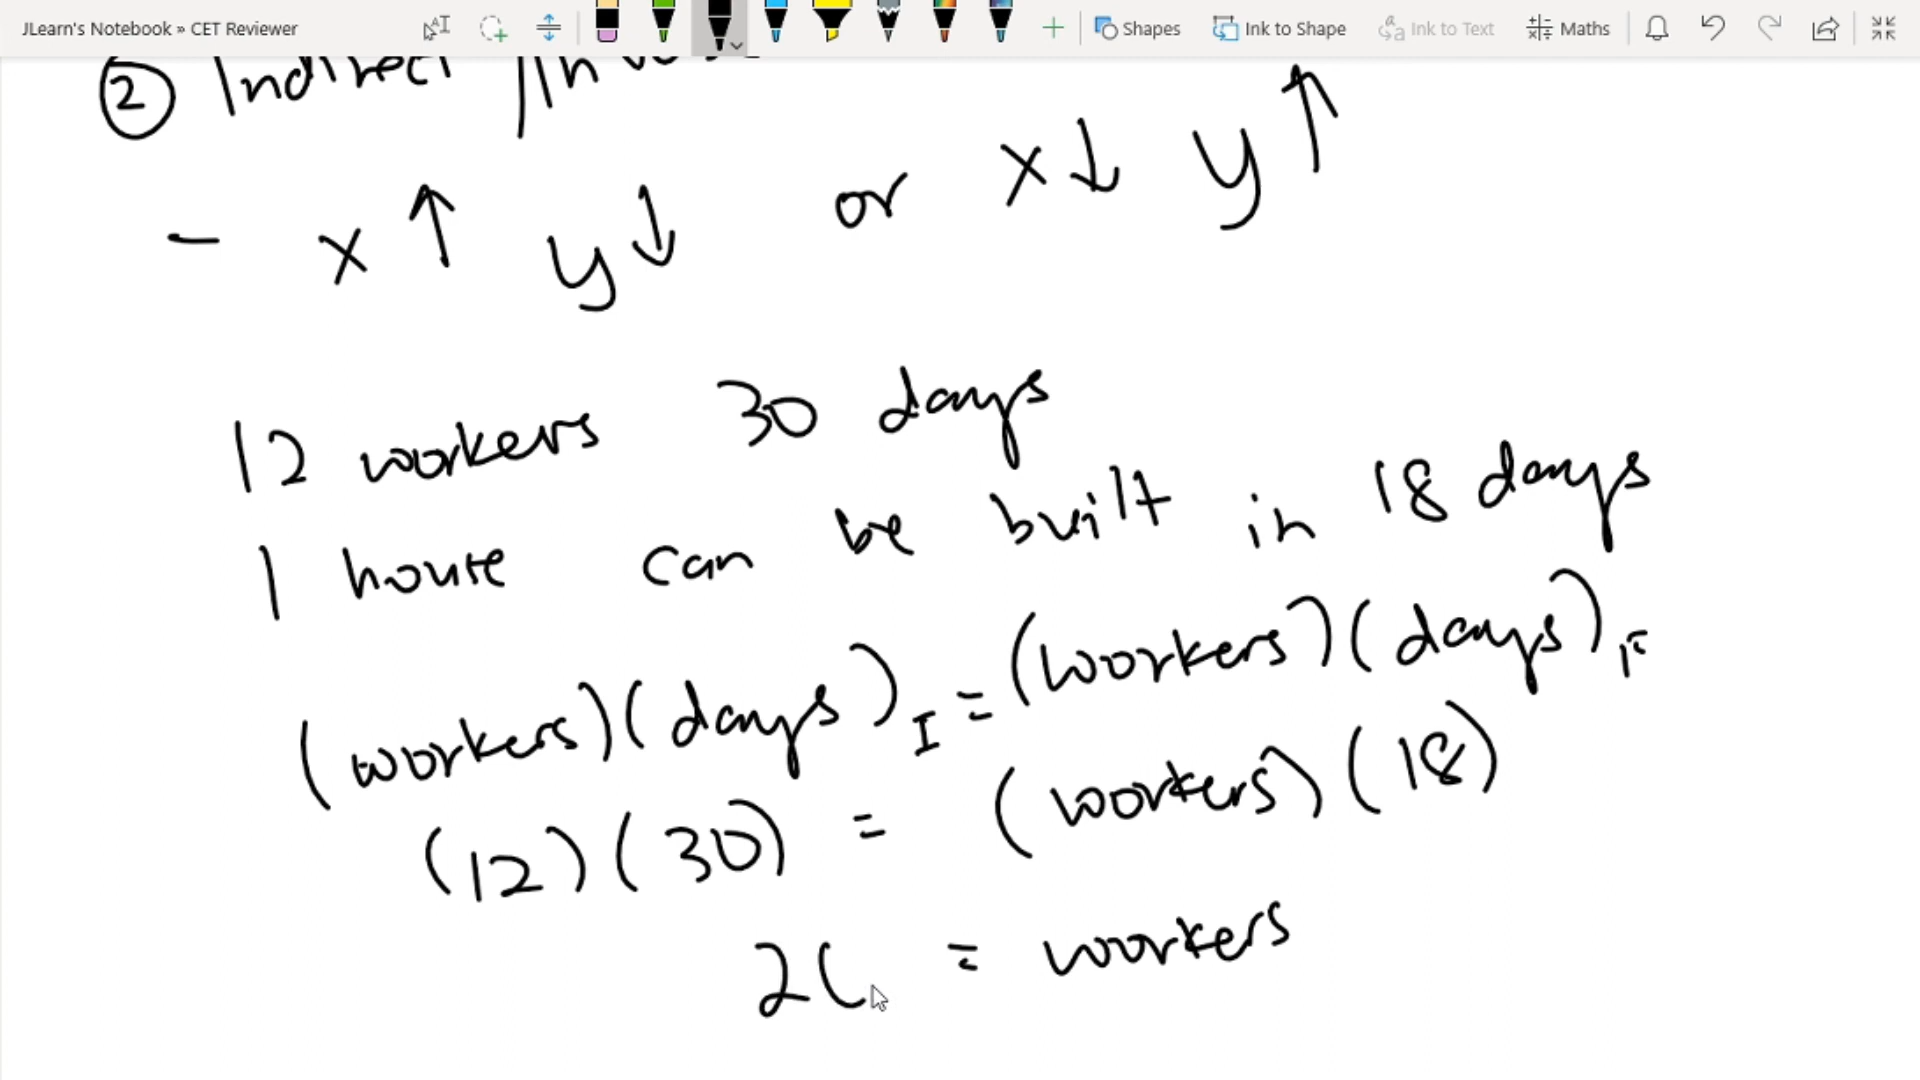 JLearn's Notebook » CET Reviewer Shapes Ink to Shape Ink to Text Maths
② Indirect /
- x ↑ y ↓ or x ↓ y ↑
12 workers 30 days
1 house can be built in 18 days
(workers)(days)I = (workers)(days)F
(12)(30) = (workers)(18)
2 = workers